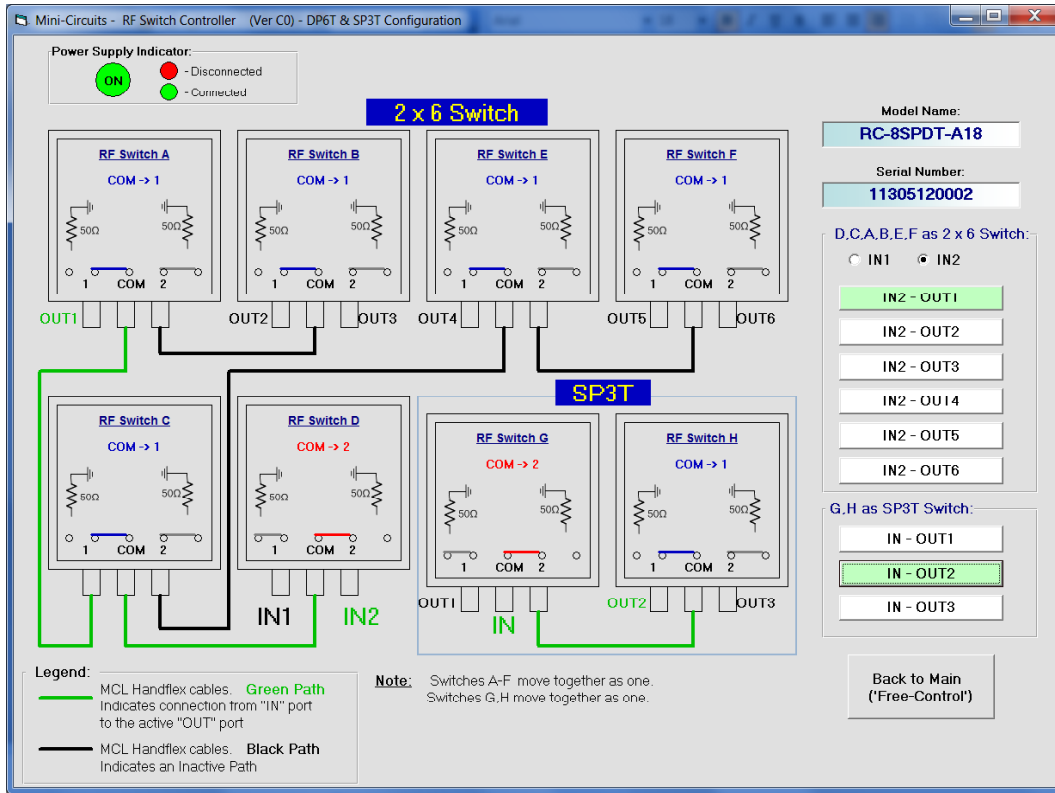 Mini-Circuits - RF Switch Controller (Ver C0) - DP6T & SP3T Configuration
Power Supply Indicator:
ON
- Disconnected
- Connected
2 x 6 Switch
Model Name:
RC-8SPDT-A18
Serial Number:
11305120002
RF Switch A
COM -> 1
50Ω
50Ω
1 COM 2
OUT1
RF Switch B
COM -> 1
50Ω
50Ω
1 COM 2
OUT2
OUT3
RF Switch E
COM -> 1
50Ω
50Ω
1 COM 2
OUT4
RF Switch F
COM -> 1
50Ω
50Ω
1 COM 2
OUT5
OUT6
D,C,A,B,E,F as 2 x 6 Switch:
IN1 IN2
IN2 - OUT1
IN2 - OUT2
IN2 - OUT3
IN2 - OUT4
IN2 - OUT5
IN2 - OUT6
RF Switch C
COM -> 1
50Ω
50Ω
1 COM 2
RF Switch D
COM -> 2
50Ω
50Ω
1 COM 2
IN1
IN2
SP3T
RF Switch G
COM -> 2
50Ω
50Ω
1 COM 2
OUT1
IN
RF Switch H
COM -> 1
50Ω
50Ω
1 COM 2
OUT2
OUT3
G,H as SP3T Switch:
IN - OUT1
IN - OUT2
IN - OUT3
Legend:
MCL Handflex cables. Green Path
Indicates connection from "IN" port
to the active "OUT" port
MCL Handflex cables. Black Path
Indicates an Inactive Path
Note: Switches A-F move together as one.
Switches G,H move together as one.
Back to Main
('Free-Control')